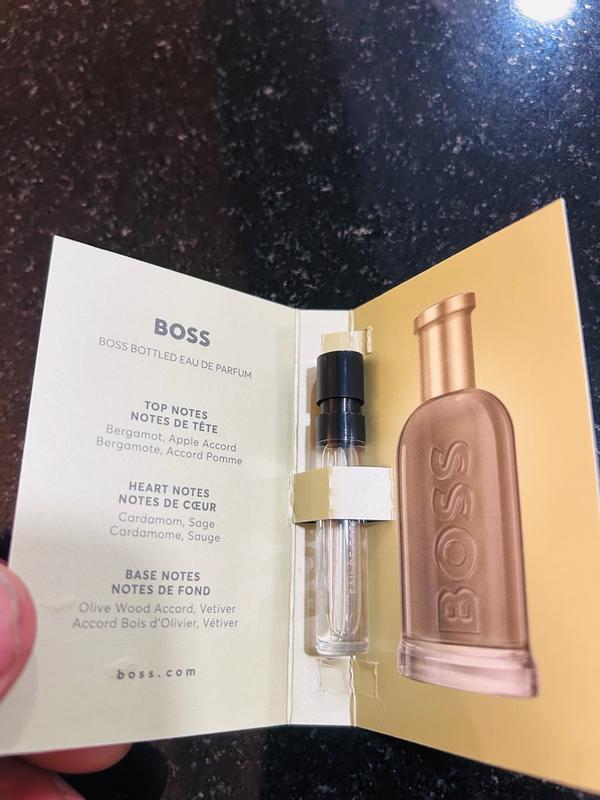 BOSS
BOSS BOTTLED EAU DE PARFUM
TOP NOTES
NOTES DE TÊTE
Bergamot, Apple Accord
Bergamote, Accord Pomme
HEART NOTES
NOTES DE CŒUR
Cardamom, Sage
Cardamome, Sauge
BASE NOTES
NOTES DE FOND
Olive Wood Accord, Vetiver
Accord Bois d'Olivier, Vétiver
boss.com
BOSS